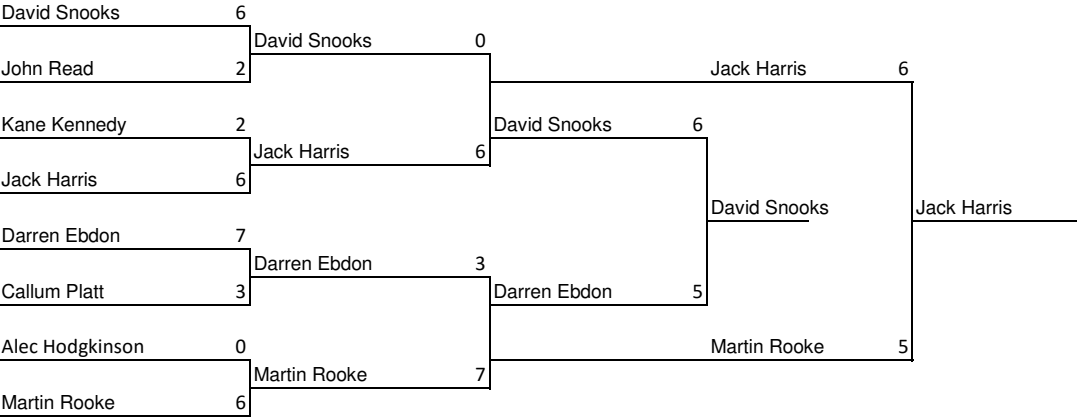 David Snooks 6
David Snooks 0
John Read 2
Jack Harris 6
Kane Kennedy 2
David Snooks 6
Jack Harris 6
Jack Harris 6
David Snooks
Jack Harris
Darren Ebdon 7
Darren Ebdon 3
Callum Platt 3
Darren Ebdon 5
Alec Hodgkinson 0
Martin Rooke 5
Martin Rooke 7
Martin Rooke 6